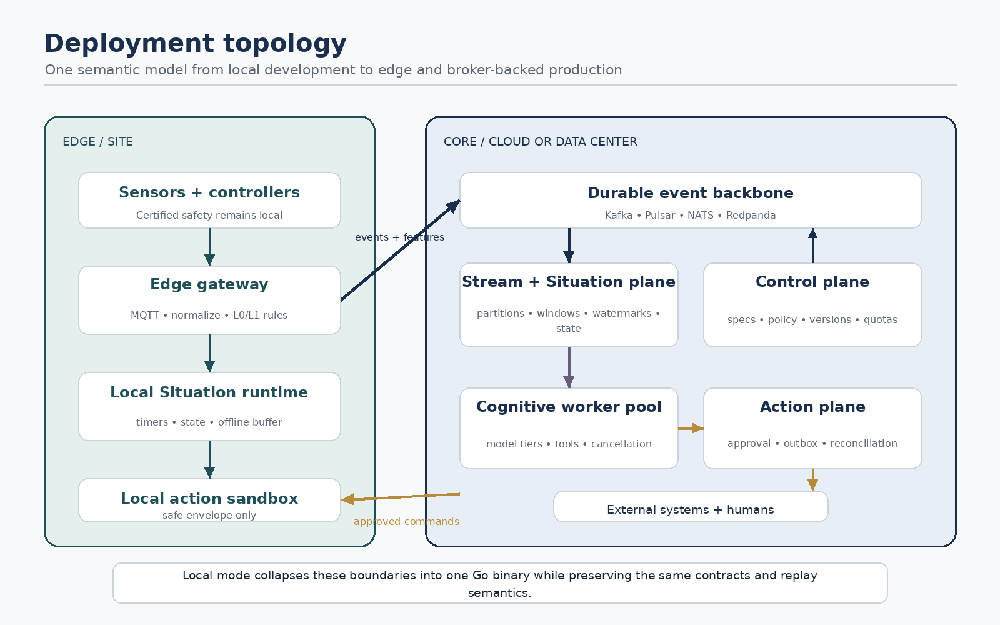 Deployment topology
One semantic model from local development to edge and broker-backed production
EDGE / SITE
Sensors + controllers
Certified safety remains local
Edge gateway
MQTT • normalize • L0/L1 rules
Local Situation runtime
timers • state • offline buffer
Local action sandbox
safe envelope only
events + features
approved commands
CORE / CLOUD OR DATA CENTER
Durable event backbone
Kafka • Pulsar • NATS • Redpanda
Stream + Situation plane
partitions • windows • watermarks •
state
Control plane
specs • policy • versions • quotas
Cognitive worker pool
model tiers • tools • cancellation
Action plane
approval • outbox • reconciliation
External systems + humans
Local mode collapses these boundaries into one Go binary while preserving the same contracts and replay
semantics.